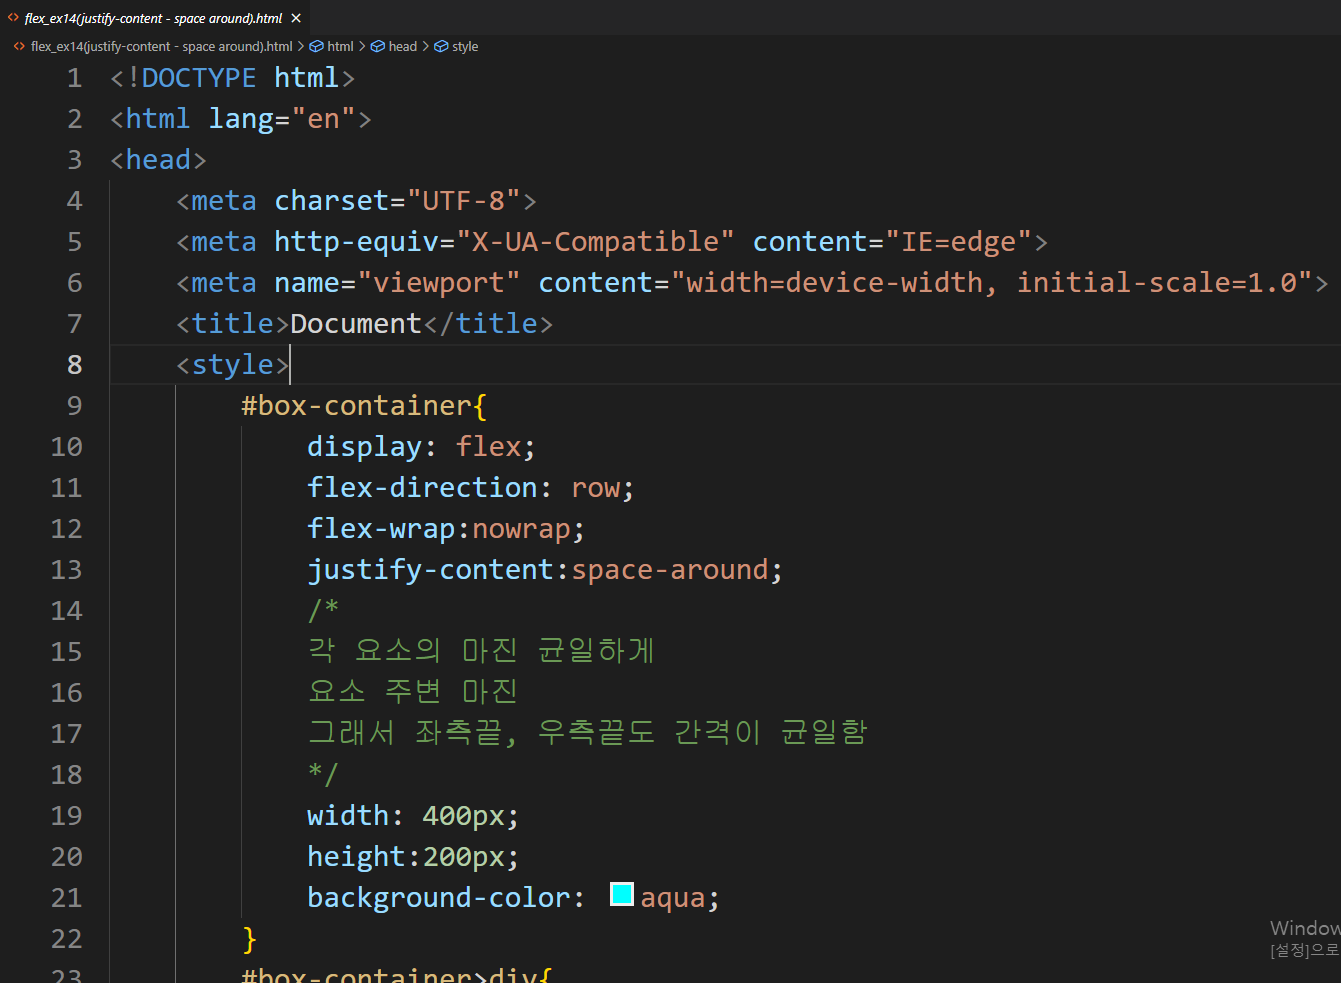 flex_ex14(justify-content - space around).html
flex_ex14(justify-content - space around).html > html > head > style
1 <!DOCTYPE html>
2 <html lang="en">
3 <head>
4 <meta charset="UTF-8">
5 <meta http-equiv="X-UA-Compatible" content="IE=edge">
6 <meta name="viewport" content="width=device-width, initial-scale=1.0">
7 <title>Document</title>
8 <style>
9 #box-container{
10 display: flex;
11 flex-direction: row;
12 flex-wrap:nowrap;
13 justify-content:space-around;
14 /*
15 각 요소의 마진 균일하게
16 요소 주변 마진
17 그래서 좌측끝, 우측끝도 간격이 균일함
18 */
19 width: 400px;
20 height:200px;
21 background-color: aqua;
22 }
23 #box-container>div{
Window
[설정]으로